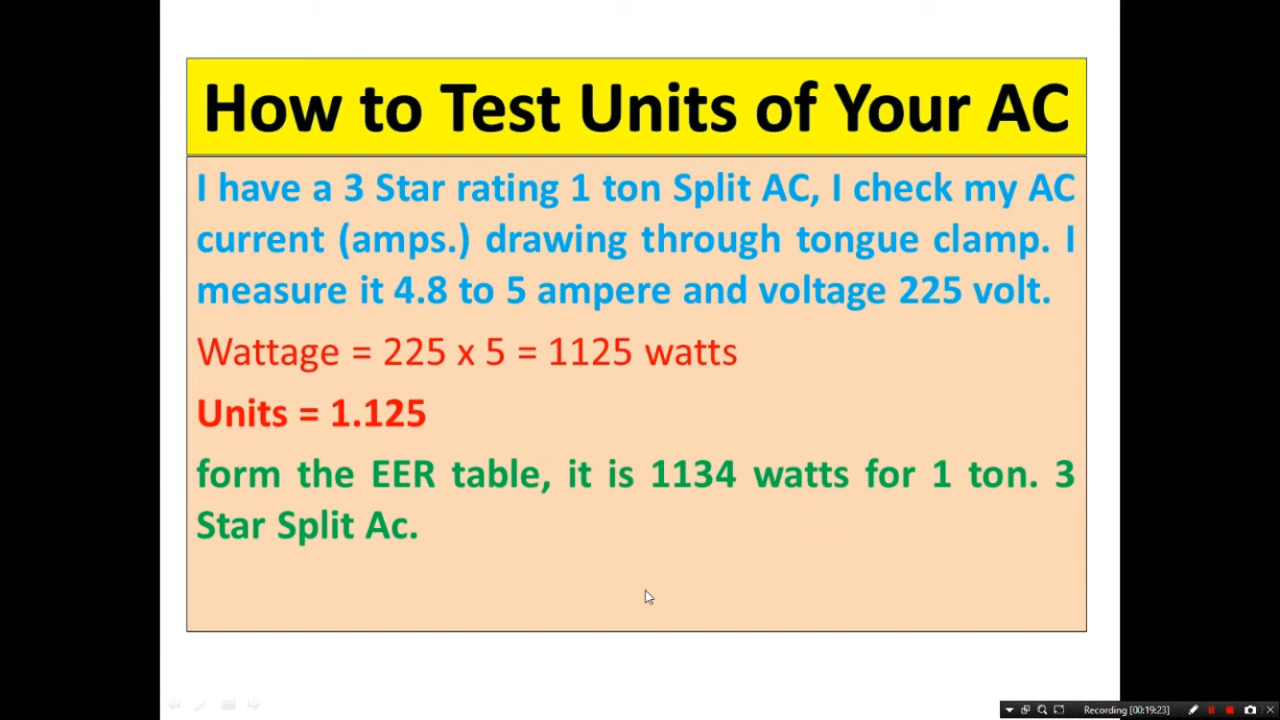 How to Test Units of Your AC
I have a 3 Star rating 1 ton Split AC, I check my AC
current (amps.) drawing through tongue clamp. I
measure it 4.8 to 5 ampere and voltage 225 volt.
Wattage = 225 x 5 = 1125 watts
Units = 1.125
form the EER table, it is 1134 watts for 1 ton. 3
Star Split Ac.
Recording [00:19:23]